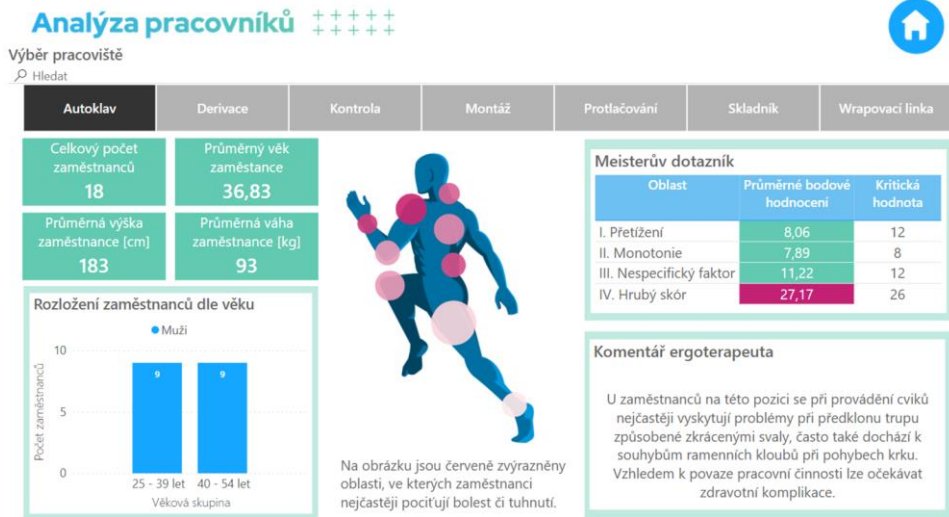 Analýza pracovníků
Výběr pracoviště
Hledat
Autoklav
Derivace
Kontrola
Montáž
Protlačování
Skladník
Wrapovací linka
Celkový počet
zaměstnanců
18
Průměrný věk
zaměstance
36,83
Průměrná výška
zaměstnance [cm]
183
Průměrná váha
zaměstnance [kg]
93
Rozložení zaměstnanců dle věku
Muži
Počet zaměstnanců
10
5
0
9
9
25 - 39 let
40 - 54 let
Věková skupina
Na obrázku jsou červeně zvýrazněny
oblasti, ve kterých zaměstnanci
nejčastěji pociťují bolest či tuhnutí.
Meisterův dotazník
Oblast Průměrné bodové hodnocení Kritická hodnota
I. Přetížení 8,06 12
II. Monotonie 7,89 8
III. Nespecifický faktor 11,22 12
IV. Hrubý skór 27,17 26
Komentář ergoterapeuta
U zaměstnanců na této pozici se při provádění cviků
nejčastěji vyskytují problémy při předklonu trupu
způsobené zkrácenými svaly, často také dochází k
souhybům ramenních kloubů při pohybech krku.
Vzhledem k povaze pracovní činnosti lze očekávat
zdravotní komplikace.